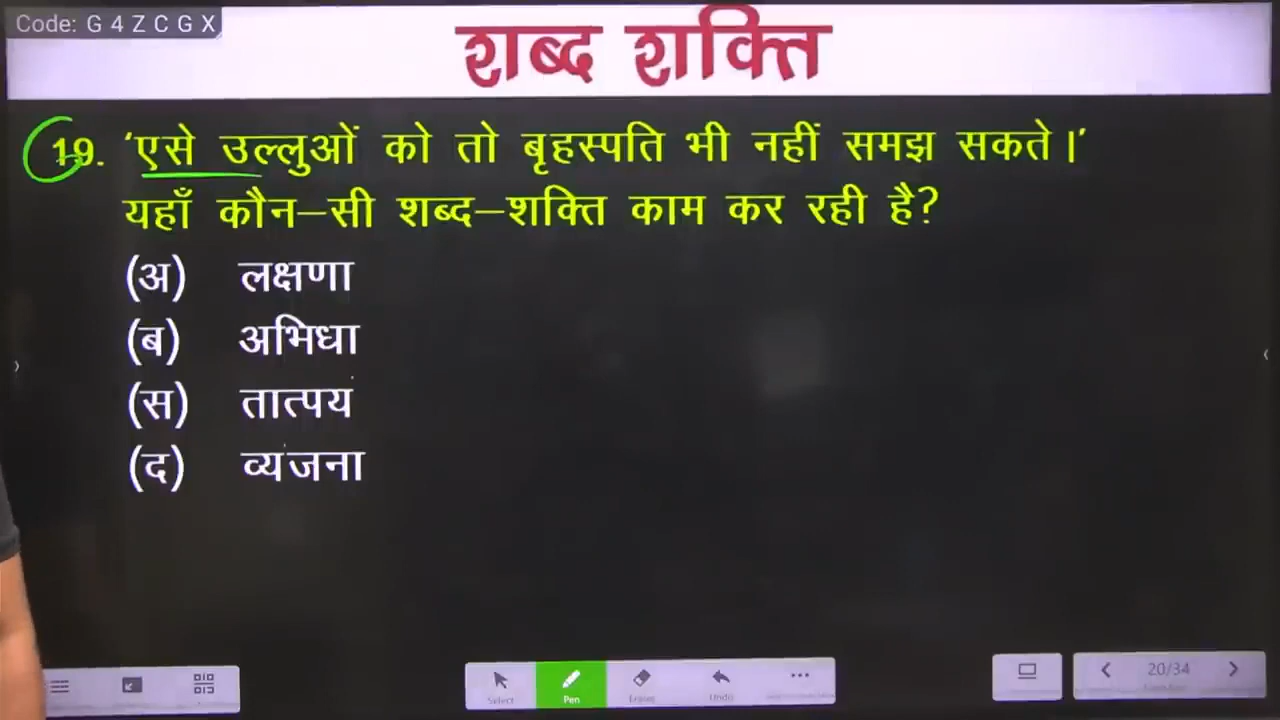 Code: G 4 Z C G X
शब्द शक्ति
19. 'एसे उल्लुओं को तो बृहस्पति भी नहीं समझ सकते।'
यहाँ कौन–सी शब्द–शक्ति काम कर रही है?
(अ) लक्षणा
(ब) अभिधा
(स) तात्पयं
(द) व्यंजना
Select
Pen
Eraser
Undo
20/34